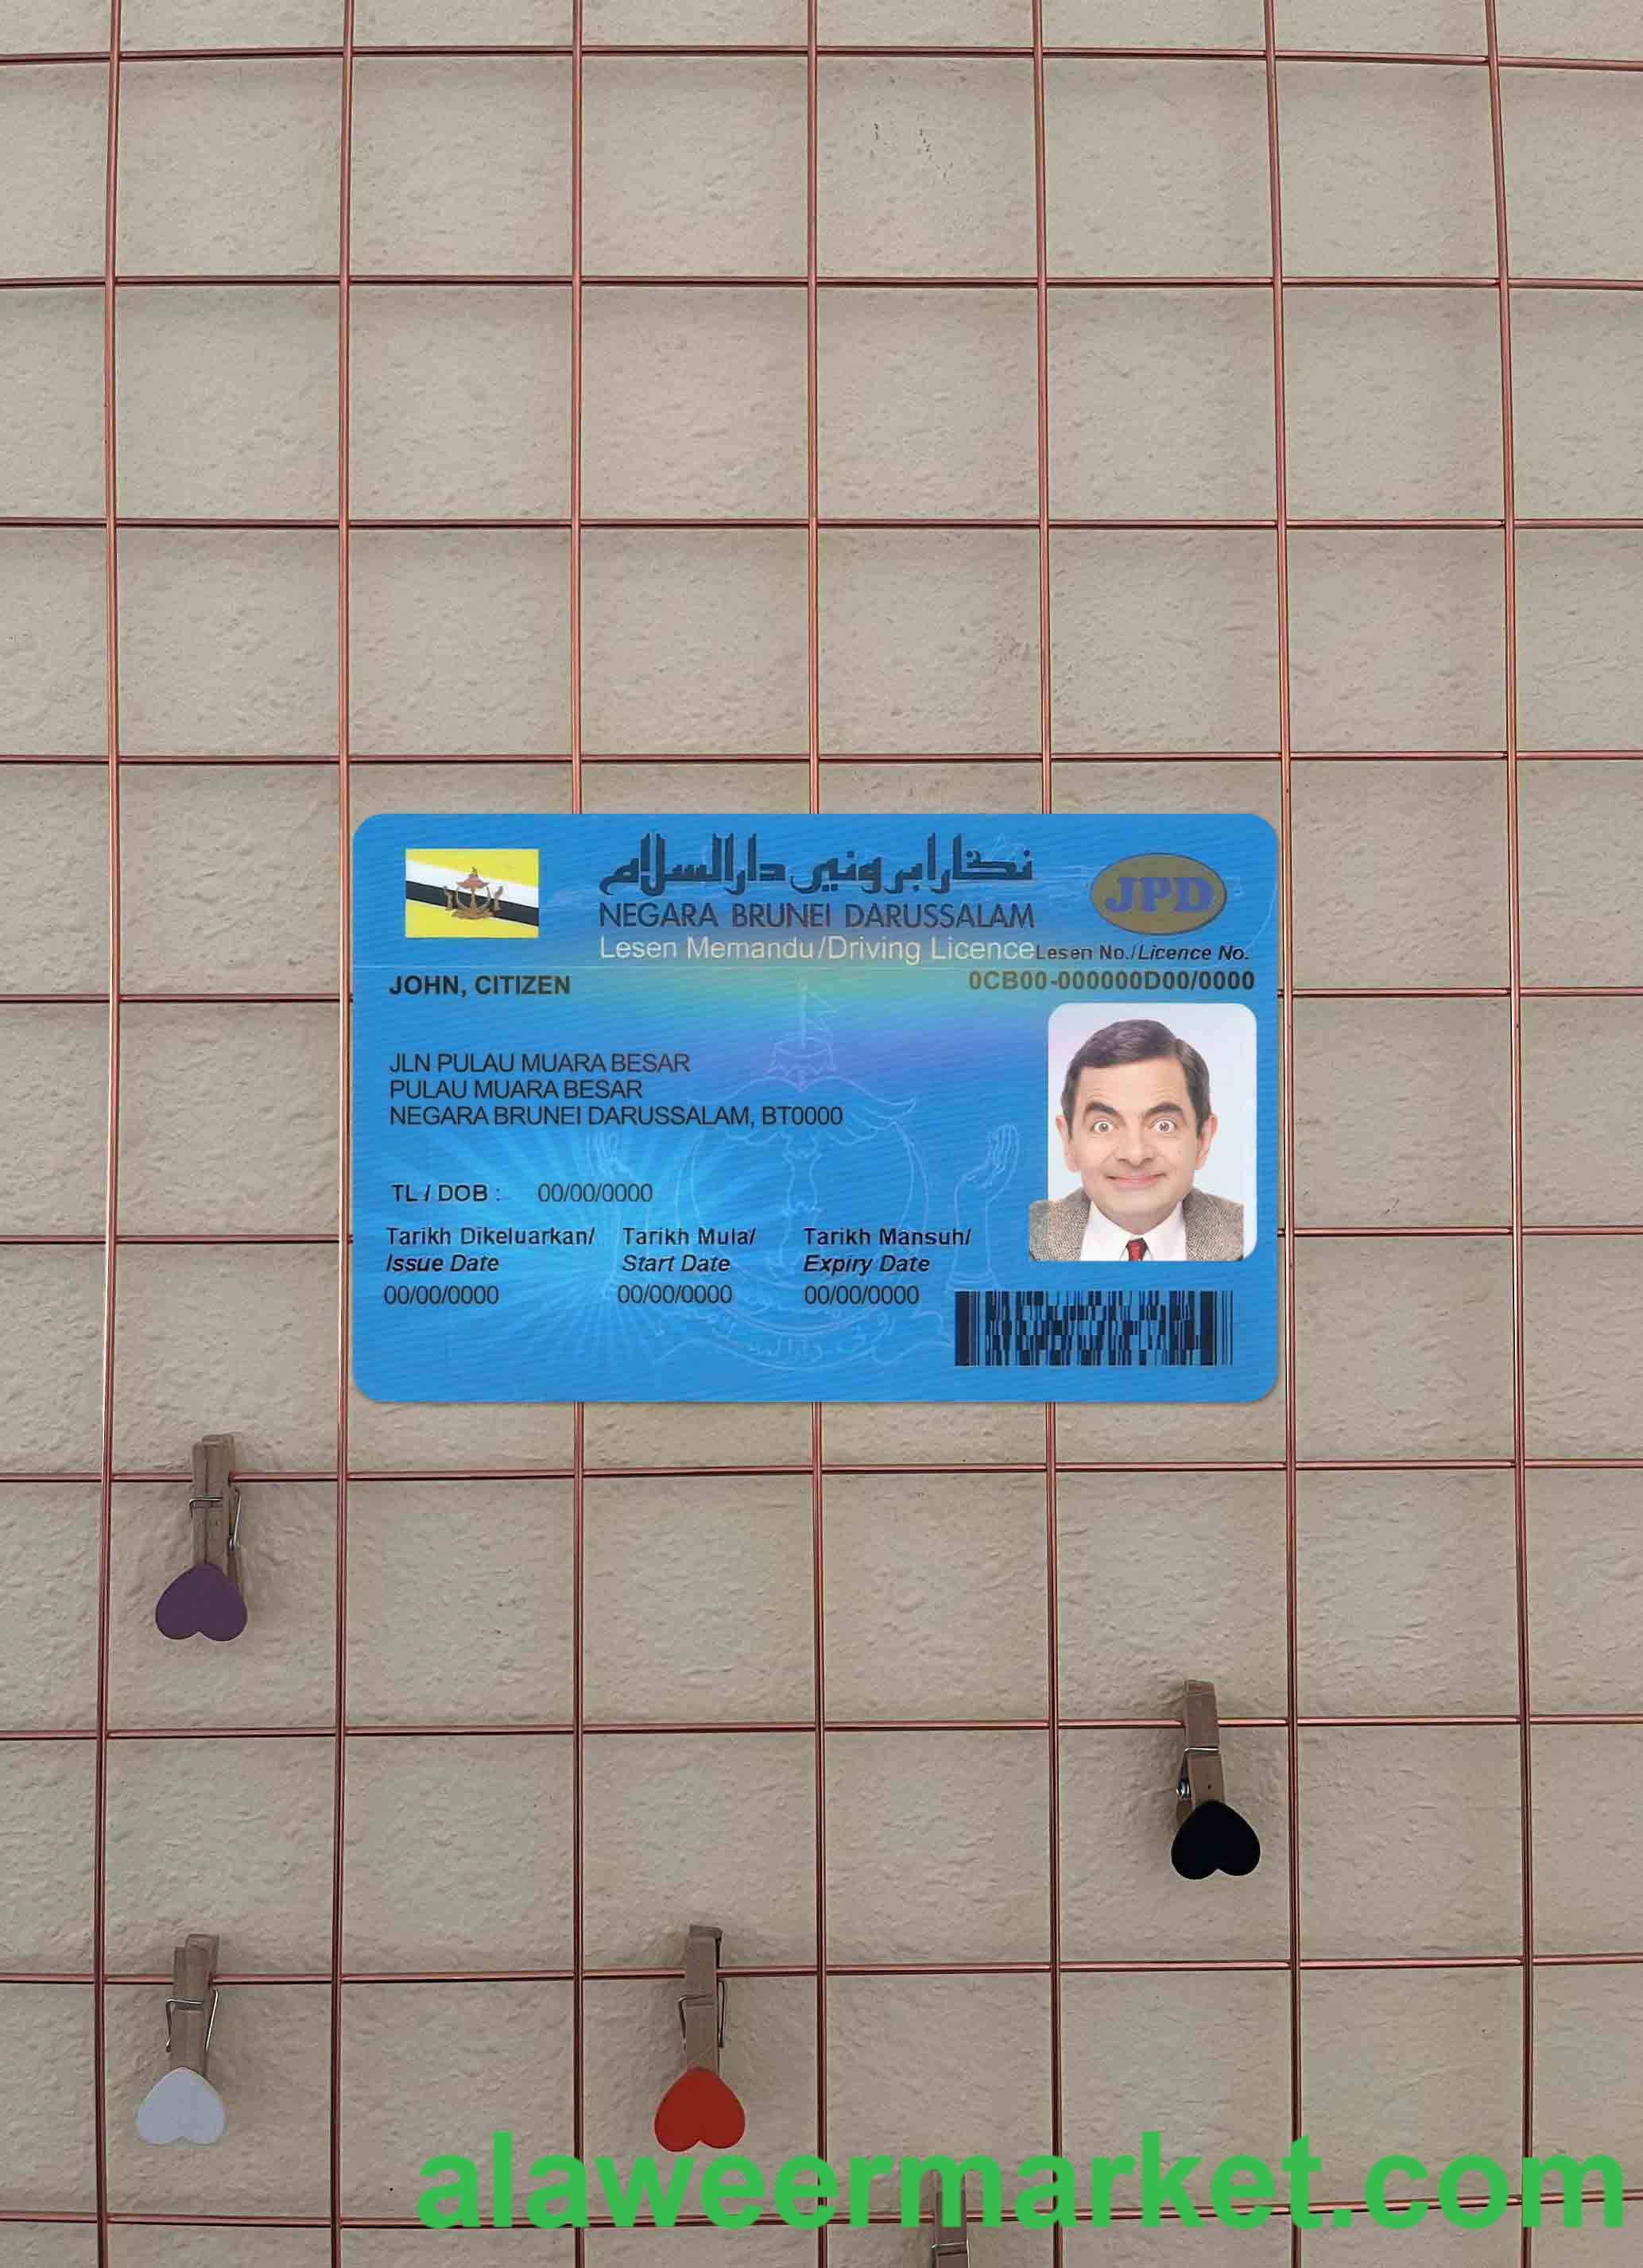 نگارا بروني دارالسلام
NEGARA BRUNEI DARUSSALAM
JPD
Lesen Memandu/Driving Licence
Lesen No./Licence No.
JOHN, CITIZEN
0CB00-000000D00/0000
JLN PULAU MUARA BESAR
PULAU MUARA BESAR
NEGARA BRUNEI DARUSSALAM, BT0000
TL / DOB : 00/00/0000
Tarikh Dikeluarkan/ Tarikh Mula/ Tarikh Mansuh/
Issue Date Start Date Expiry Date
00/00/0000 00/00/0000 00/00/0000
alaweermarket.com